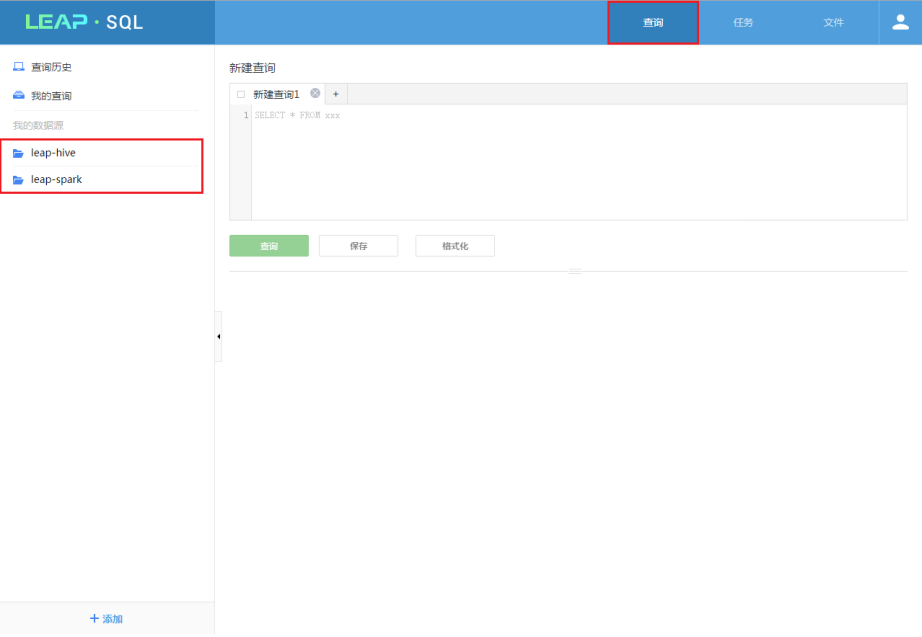 LEAP · SQL
查询
任务
文件
查询历史
我的查询
我的数据源
leap-hive
leap-spark
新建查询
新建查询1
+
1 SELECT * FROM xxx
查询
保存
格式化
+ 添加